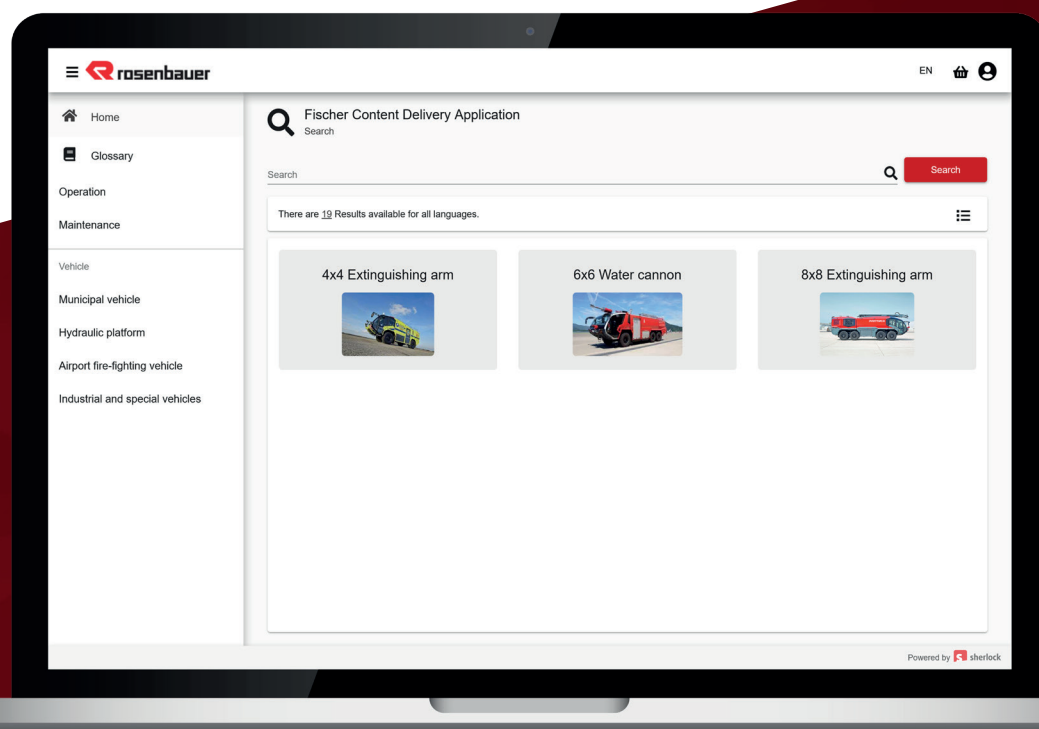 rosenbauer
EN
Home
Glossary
Operation
Maintenance
Vehicle
Municipal vehicle
Hydraulic platform
Airport fire-fighting vehicle
Industrial and special vehicles
Fischer Content Delivery Application
Search
Search
Search
There are 19 Results available for all languages.
4x4 Extinguishing arm
6x6 Water cannon
8x8 Extinguishing arm
Powered by sherlock